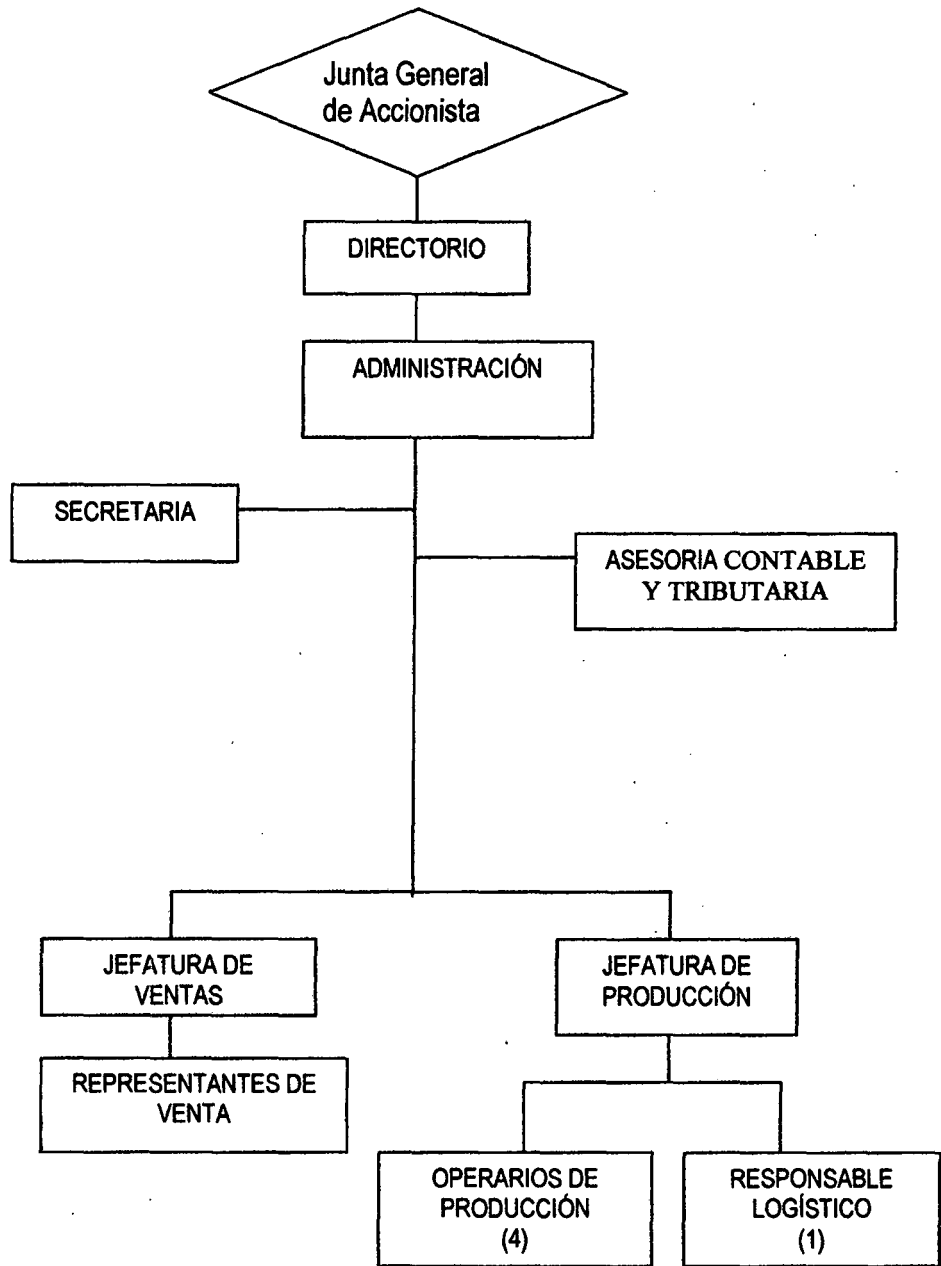 Junta General
de Accionista
DIRECTORIO
ADMINISTRACIÓN
SECRETARIA
ASESORIA CONTABLE
Y TRIBUTARIA
JEFATURA DE
VENTAS
JEFATURA DE
PRODUCCIÓN
REPRESENTANTES DE
VENTA
OPERARIOS DE
PRODUCCIÓN
(4)
RESPONSABLE
LOGÍSTICO
(1)